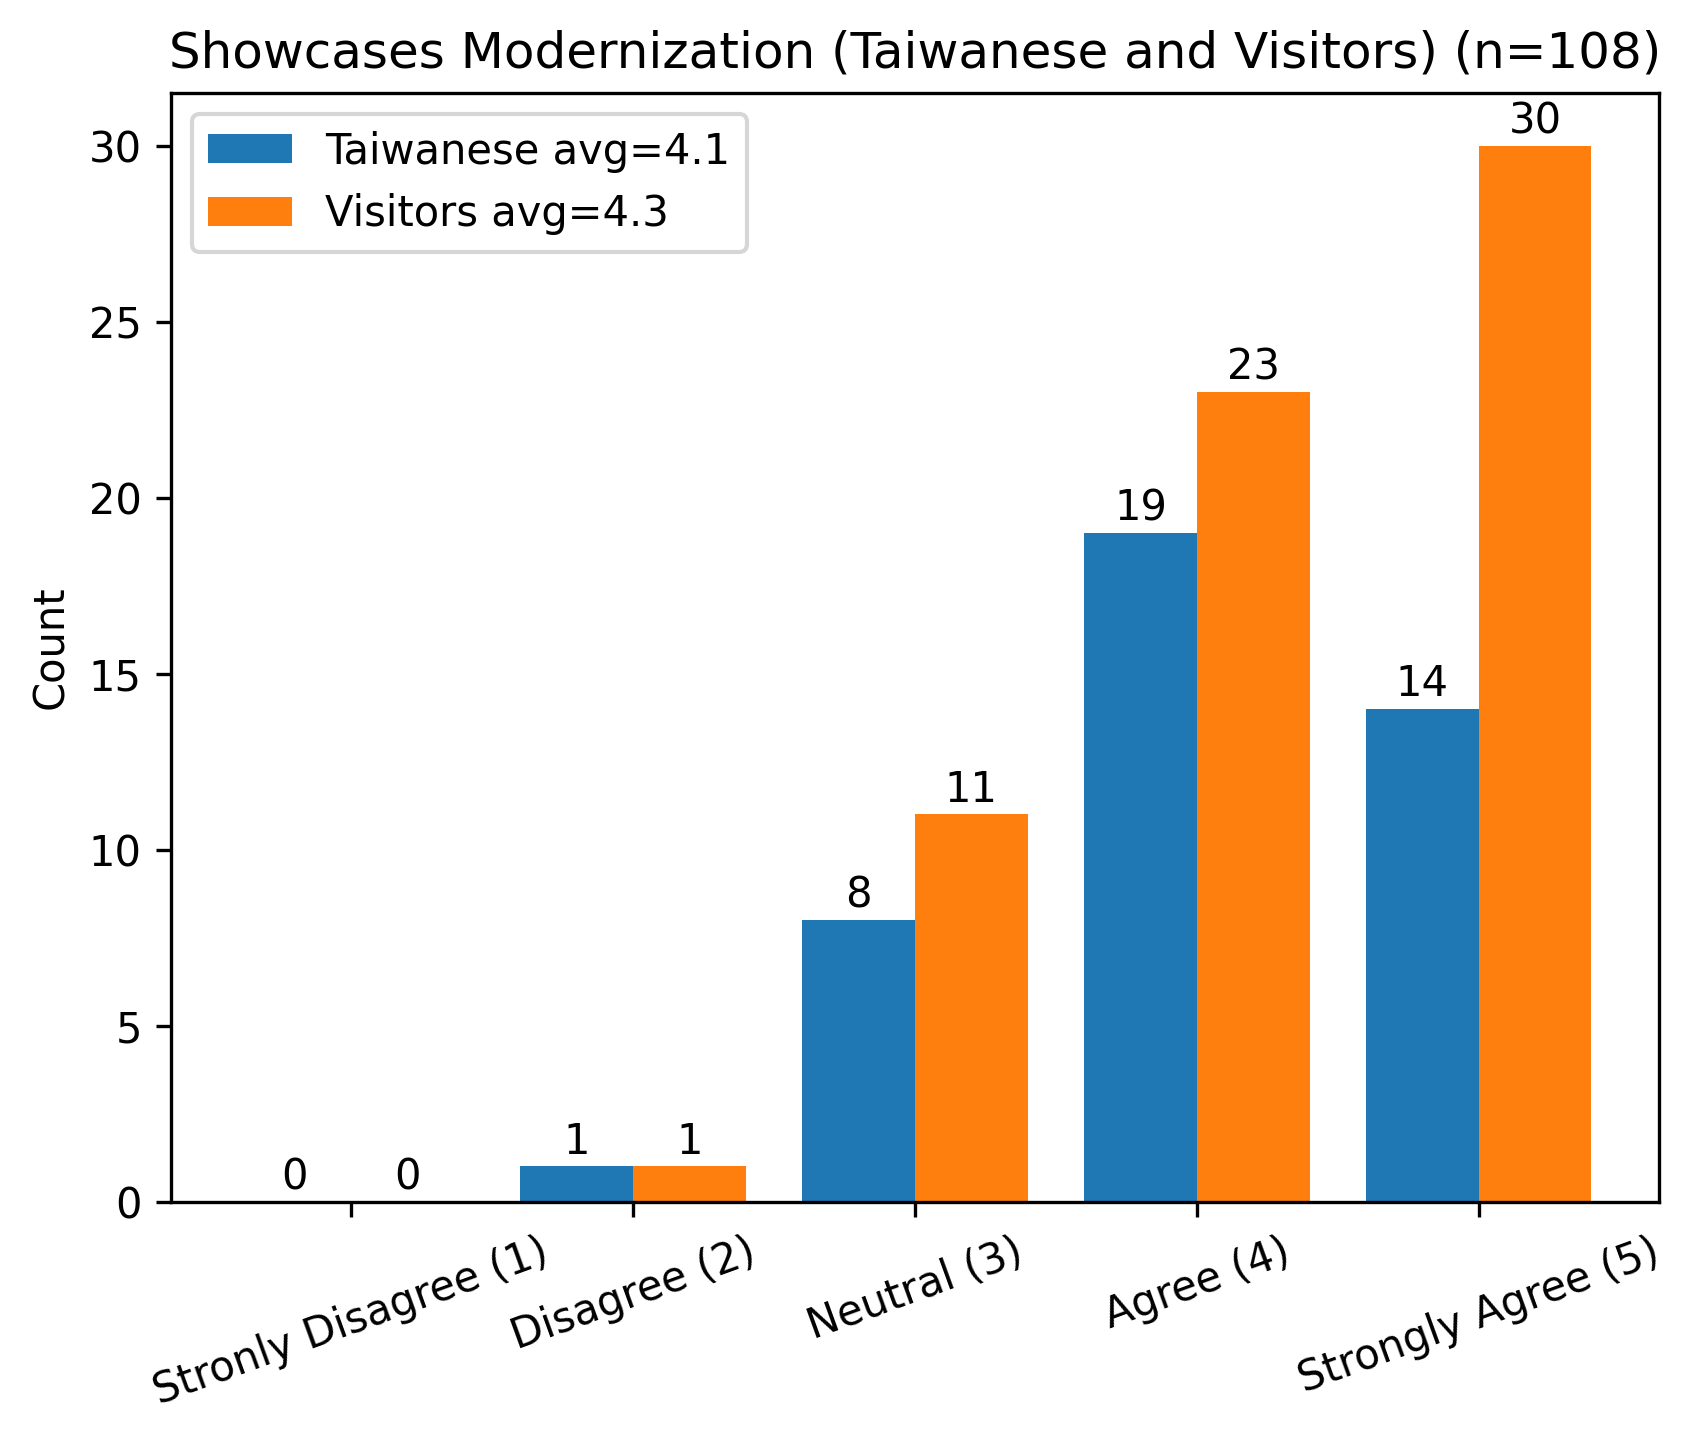 Showcases Modernization (Taiwanese and Visitors) (n=108)
Taiwanese avg=4.1
Visitors avg=4.3
Count
30
25
20
15
10
5
0
0
0
1
1
8
11
19
23
14
30
Stronly Disagree (1)
Disagree (2)
Neutral (3)
Agree (4)
Strongly Agree (5)